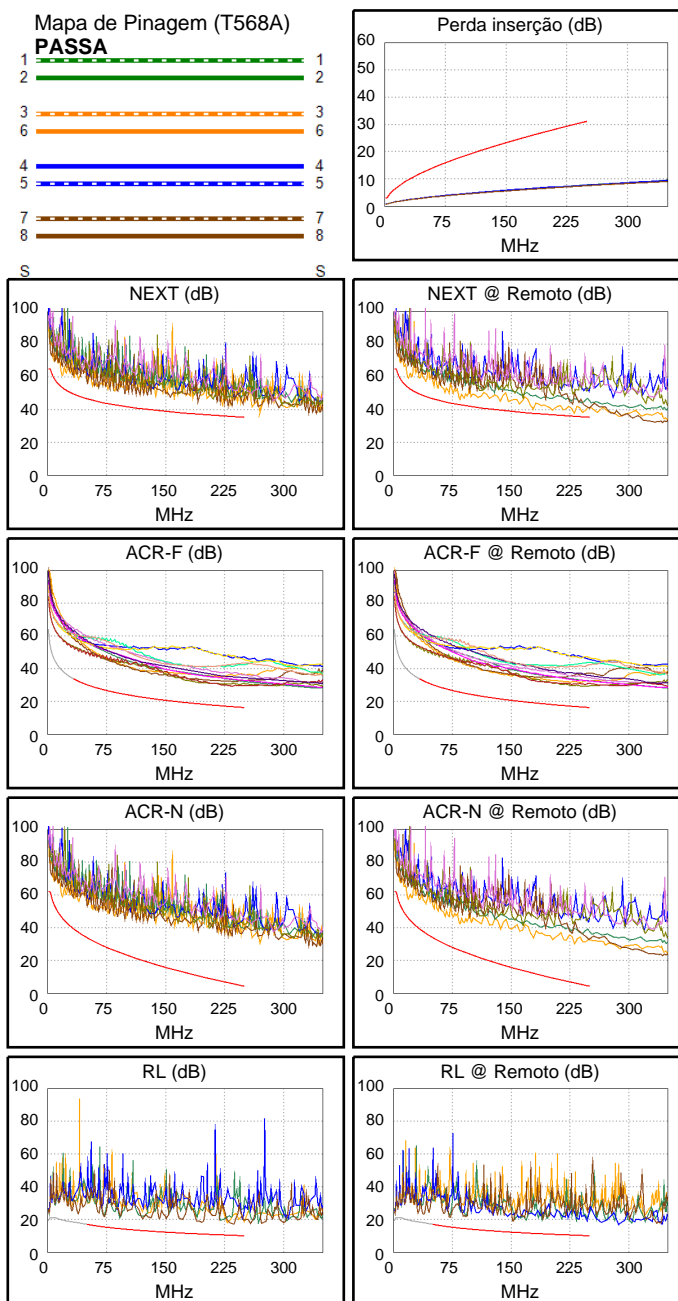 Mapa de Pinagem (T568A)
PASSA
1 1
2 2
3 3
6 6
4 4
5 5
7 7
8 8
S S
Perda inserção (dB)
60
50
40
30
20
10
0
0 75 150 225 300
MHz
NEXT (dB)
100
80
60
40
20
0
0 75 150 225 300
MHz
NEXT @ Remoto (dB)
100
80
60
40
20
0
0 75 150 225 300
MHz
ACR-F (dB)
100
80
60
40
20
0
0 75 150 225 300
MHz
ACR-F @ Remoto (dB)
100
80
60
40
20
0
0 75 150 225 300
MHz
ACR-N (dB)
100
80
60
40
20
0
0 75 150 225 300
MHz
ACR-N @ Remoto (dB)
100
80
60
40
20
0
0 75 150 225 300
MHz
RL (dB)
100
80
60
40
20
0
0 75 150 225 300
MHz
RL @ Remoto (dB)
100
80
60
40
20
0
0 75 150 225 300
MHz